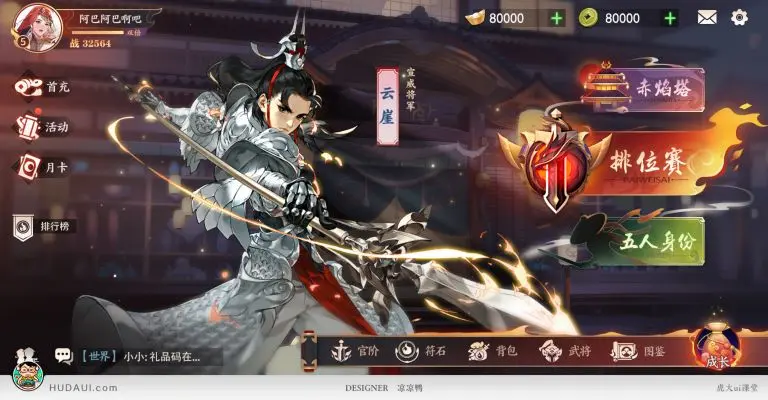 阿巴阿巴啊吧
5
战 32564
双倍
80000
80000
首充
活动
月卡
排行榜
宣威将军
云崖
赤焰塔
排位赛
PAIWEISAI
五人身份
【世界】 小小: 礼品码在...
官阶
符石
背包
武将
图鉴
成长
HUDAUI.com
DESIGNER 凉凉鸭
虎大ui课堂